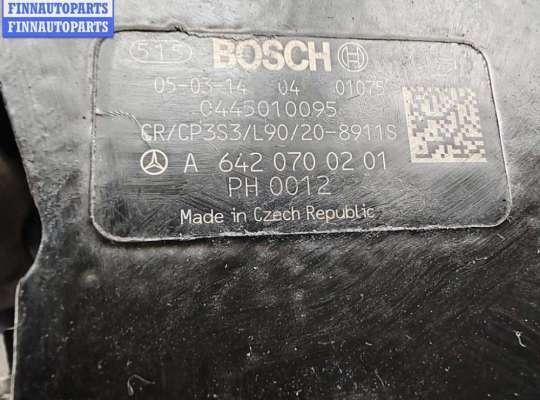 FINNAUTOPARTS
FINNAUTOPARTS
515 BOSCH
05-03-14 04 01075
0445010095
CR/CP3S3/L90/20-8911S
A 642 070 02 01
PH 0012
Made in Czech Republic